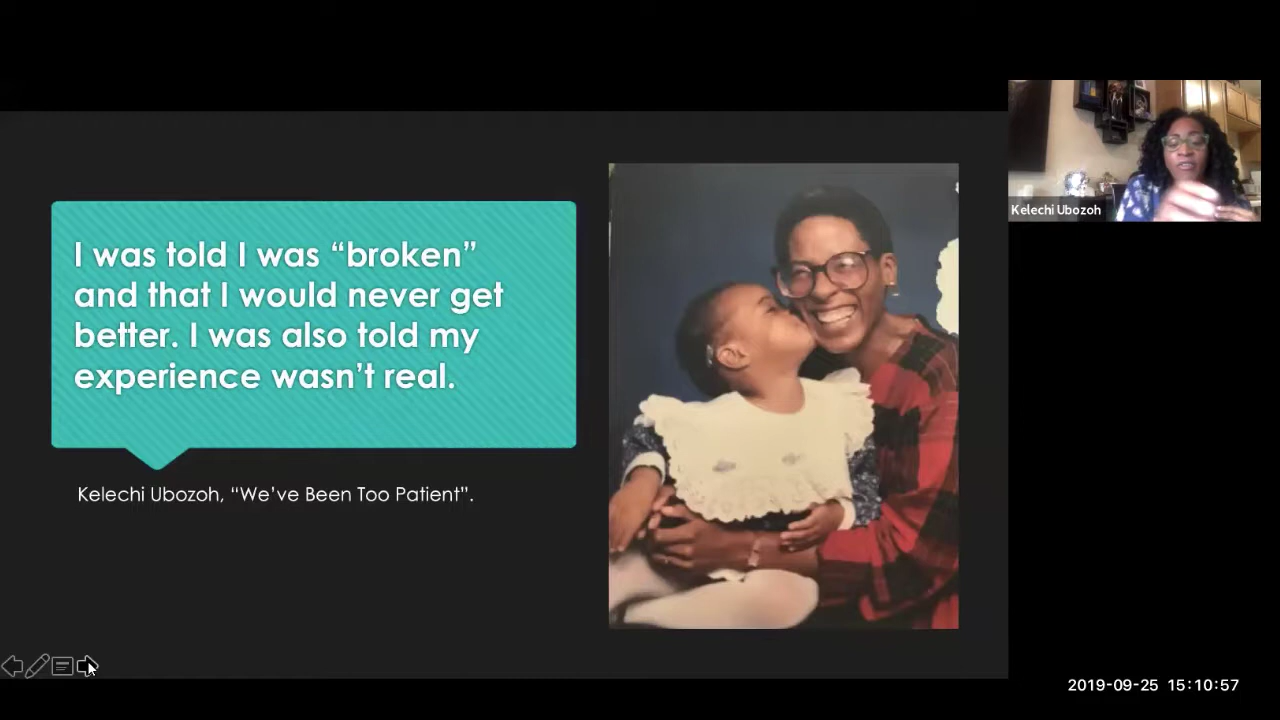 I was told I was “broken”
and that I would never get
better. I was also told my
experience wasn’t real.
Kelechi Ubozoh, “We’ve Been Too Patient”.
Kelechi Ubozoh
2019-09-25 15:10:57